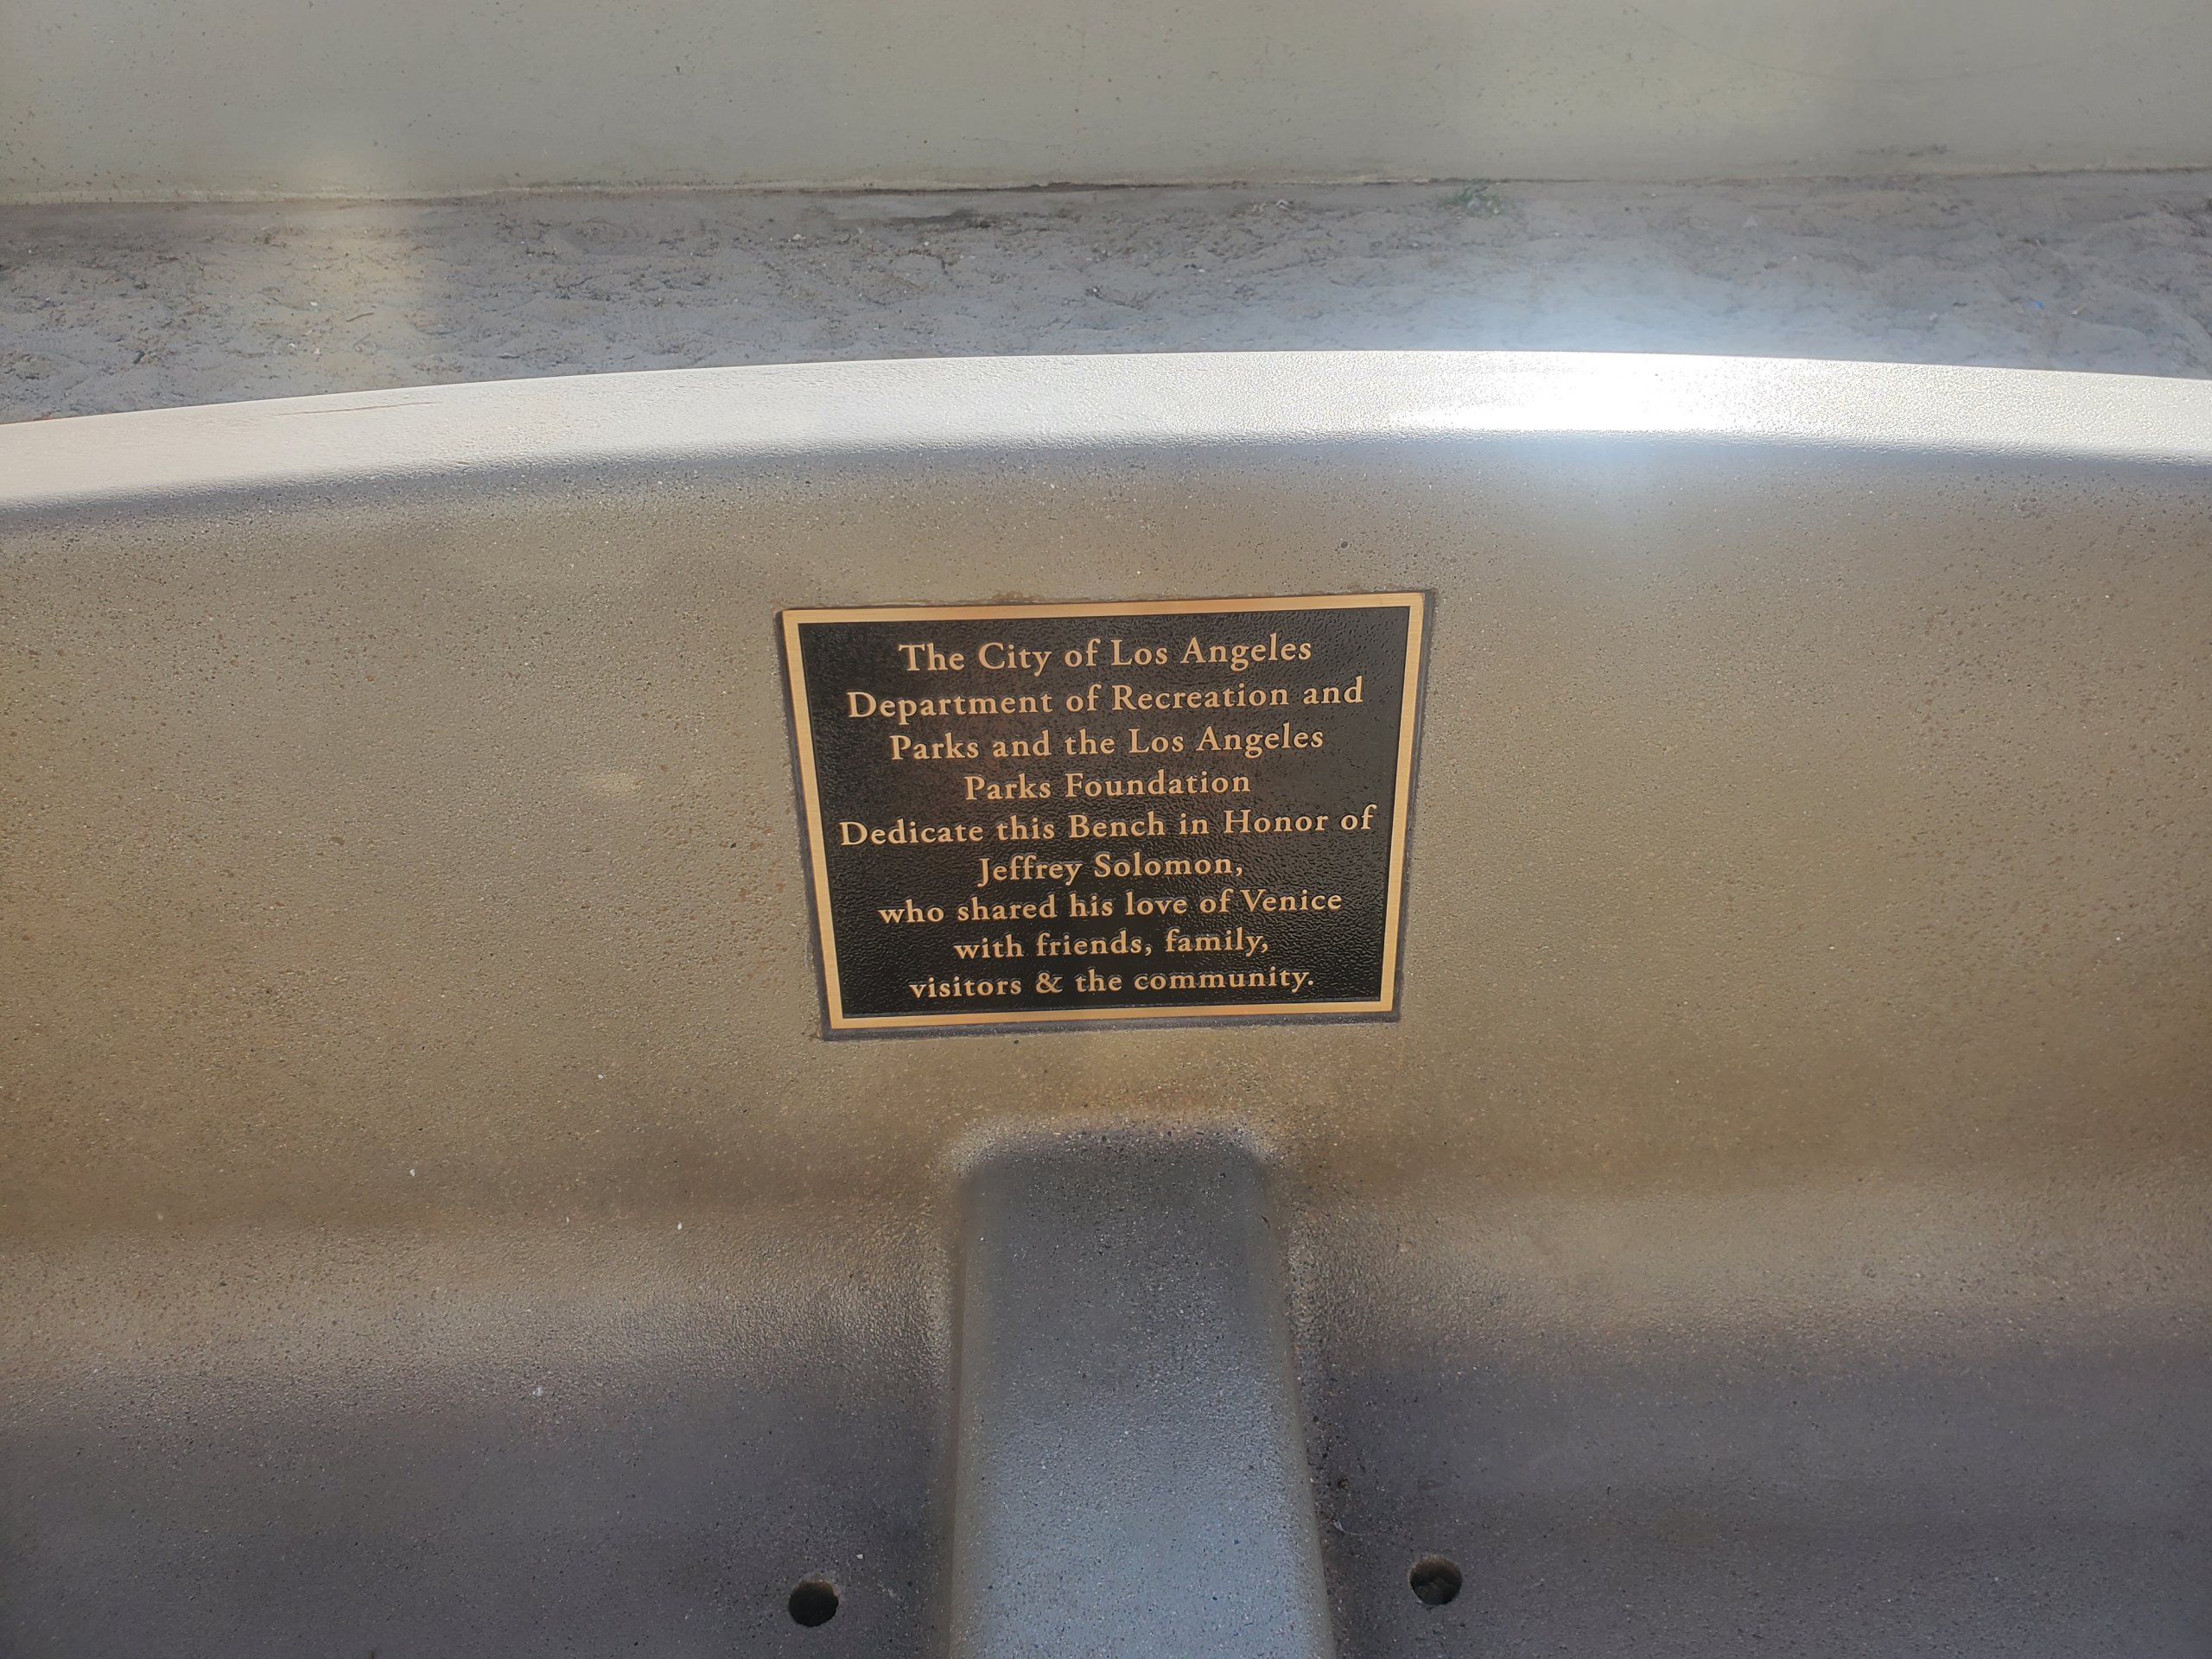 The City of Los Angeles
Department of Recreation and
Parks and the Los Angeles
Parks Foundation
Dedicate this Bench in Honor of
Jeffrey Solomon,
who shared his love of Venice
with friends, family,
visitors & the community.